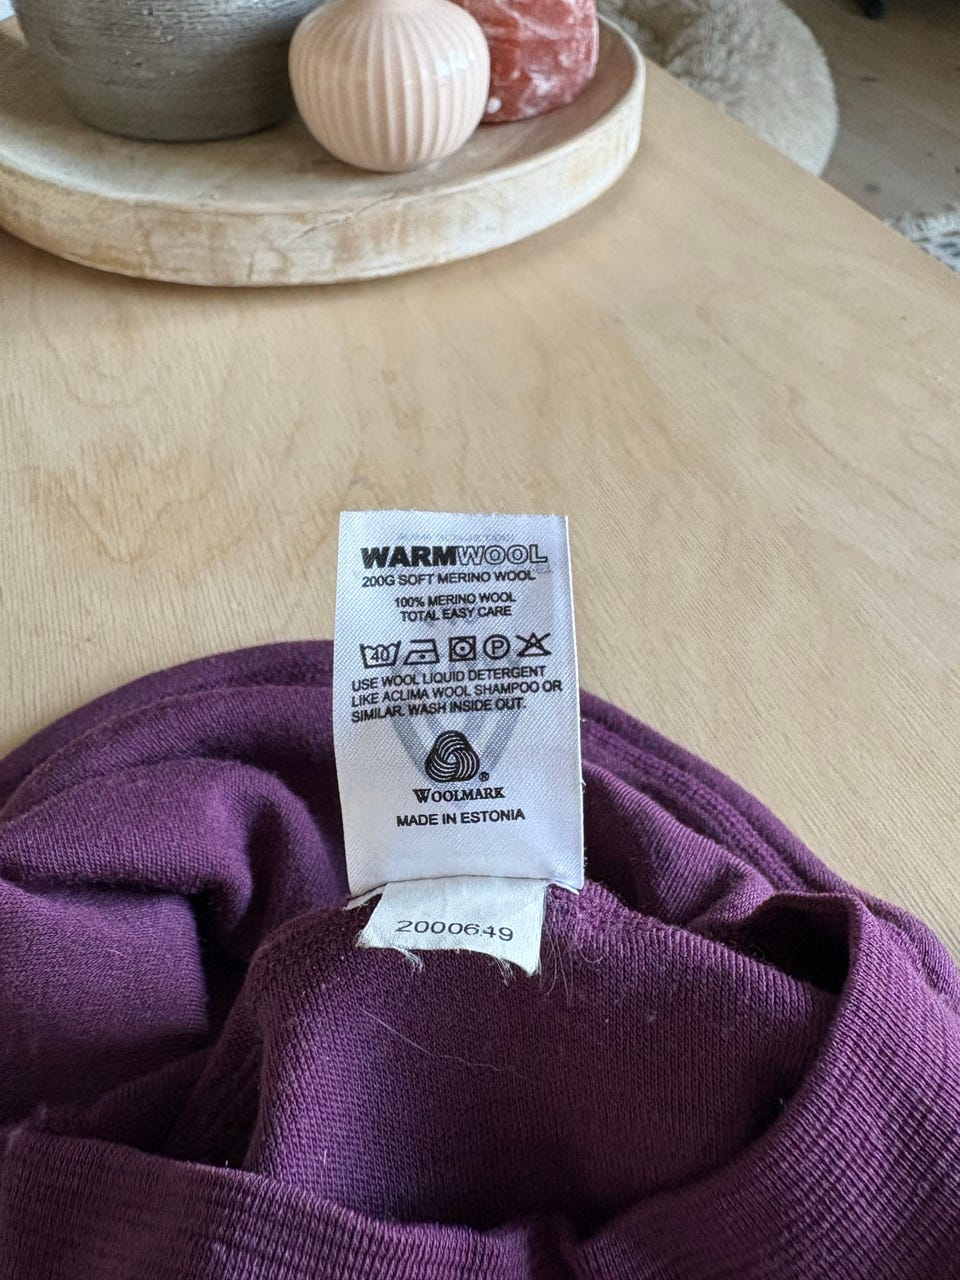 WARMWOOL
200G SOFT MERINO WOOL
100% MERINO WOOL
TOTAL EASY CARE
40 P
USE WOOL LIQUID DETERGENT
LIKE ACLIMA WOOL SHAMPOO OR
SIMILAR. WASH INSIDE OUT.
®
WOOLMARK
MADE IN ESTONIA
2000649